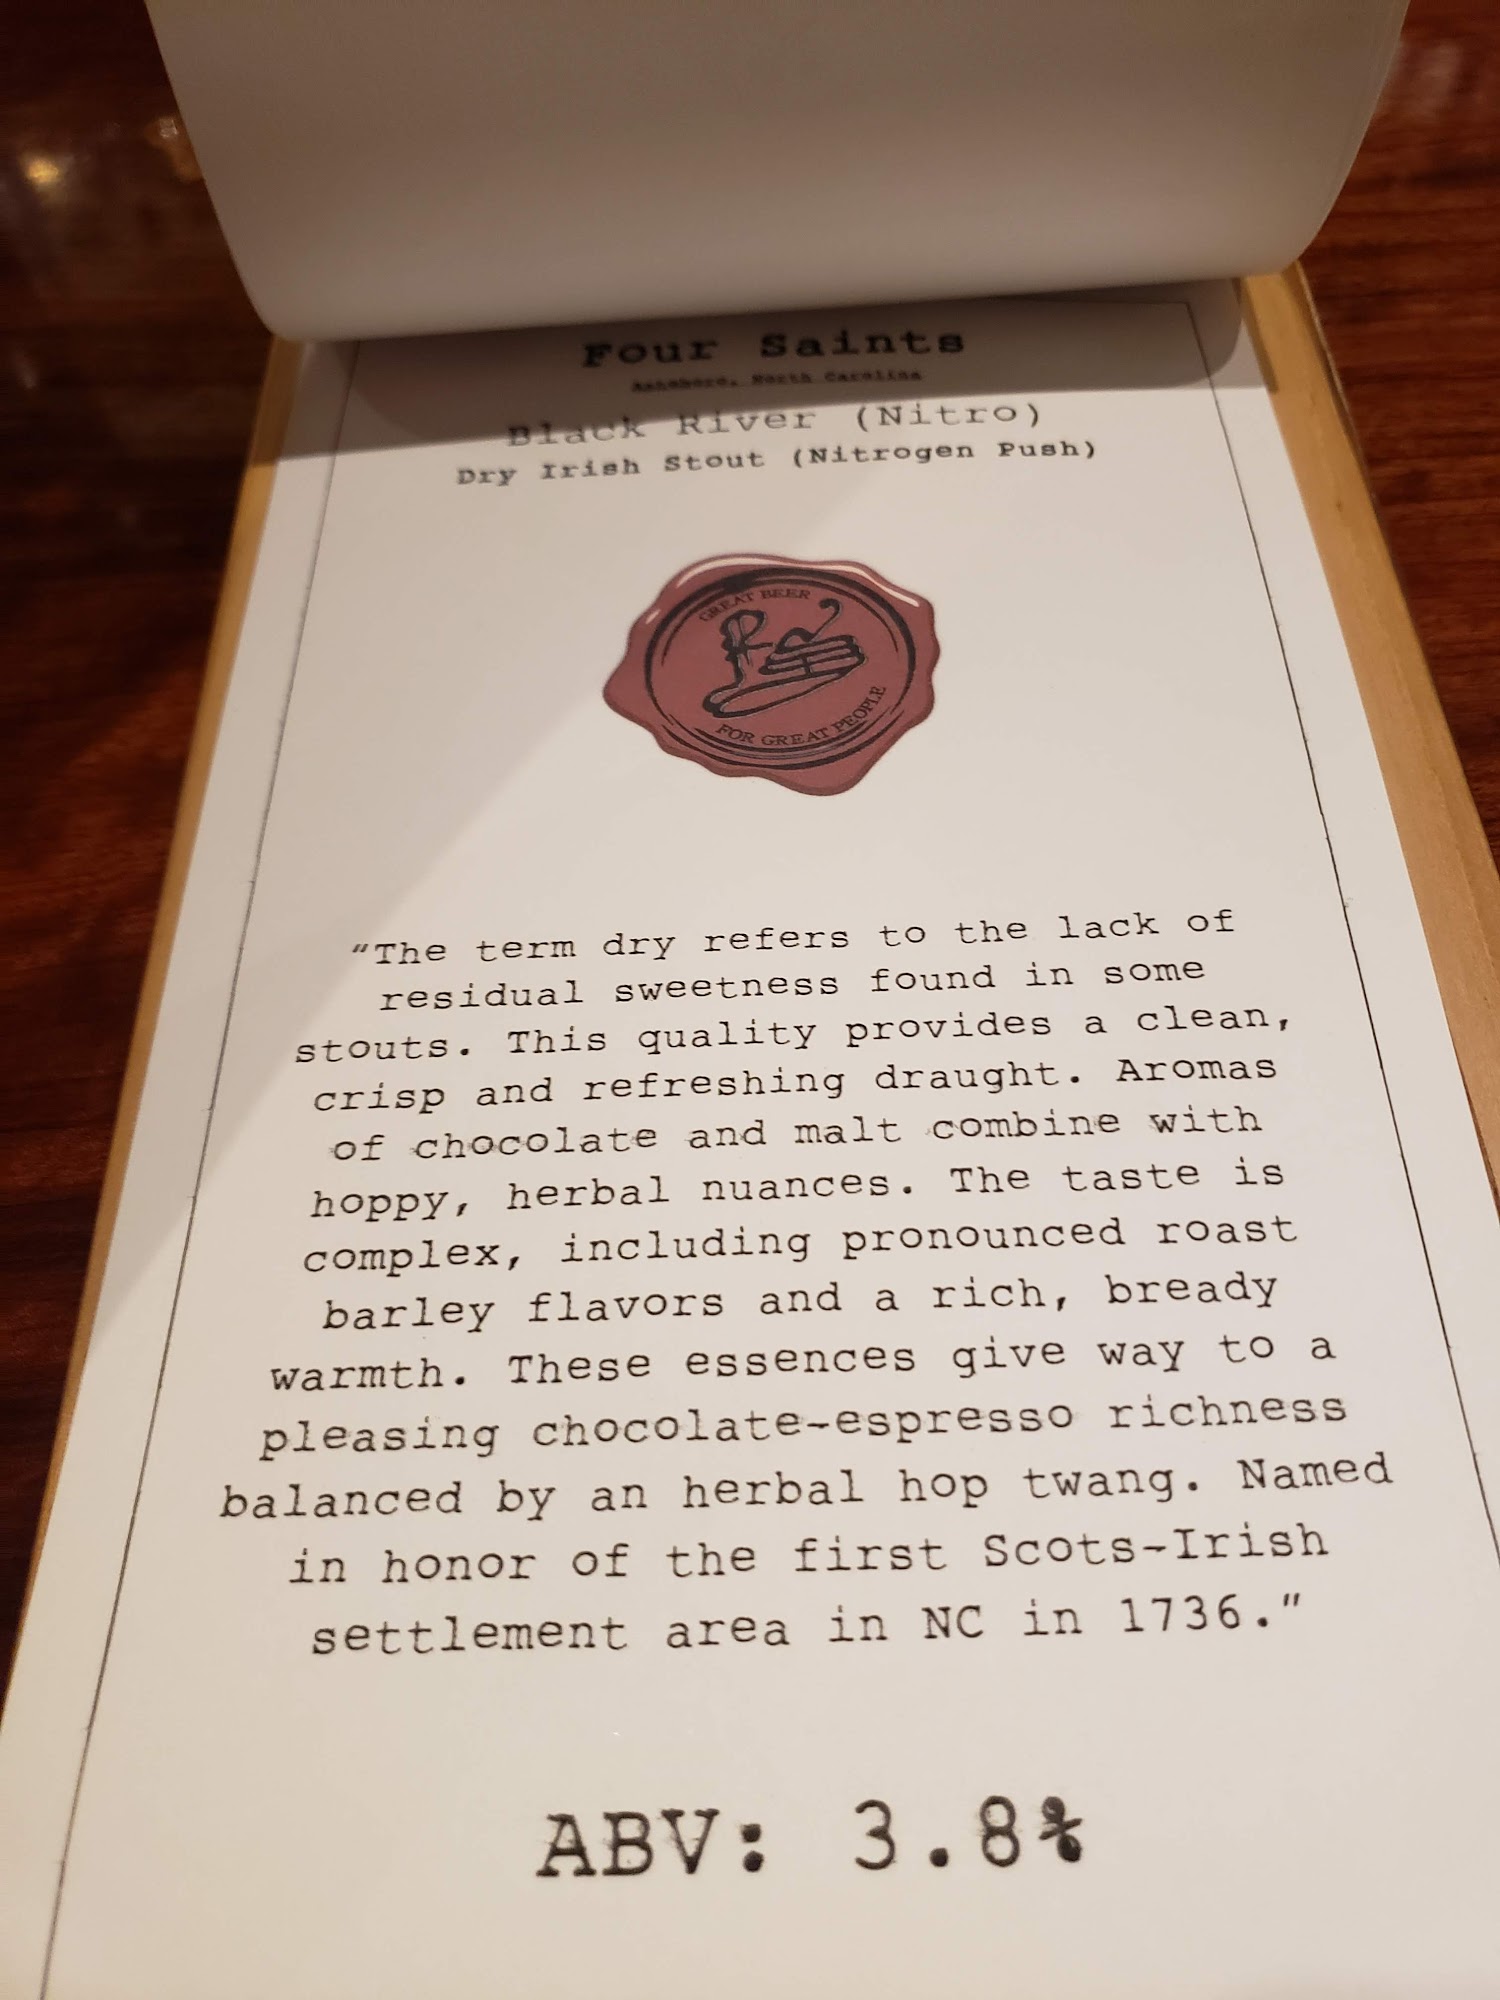 Four Saints
Asheboro, North Carolina
Black River (Nitro)
Dry Irish Stout (Nitrogen Push)
GREAT BEER
FOR GREAT PEOPLE
"The term dry refers to the lack of
residual sweetness found in some
stouts. This quality provides a clean,
crisp and refreshing draught. Aromas
of chocolate and malt combine with
hoppy, herbal nuances. The taste is
complex, including pronounced roast
barley flavors and a rich, bready
warmth. These essences give way to a
pleasing chocolate-espresso richness
balanced by an herbal hop twang. Named
in honor of the first Scots-Irish
settlement area in NC in 1736."
ABV: 3.8%